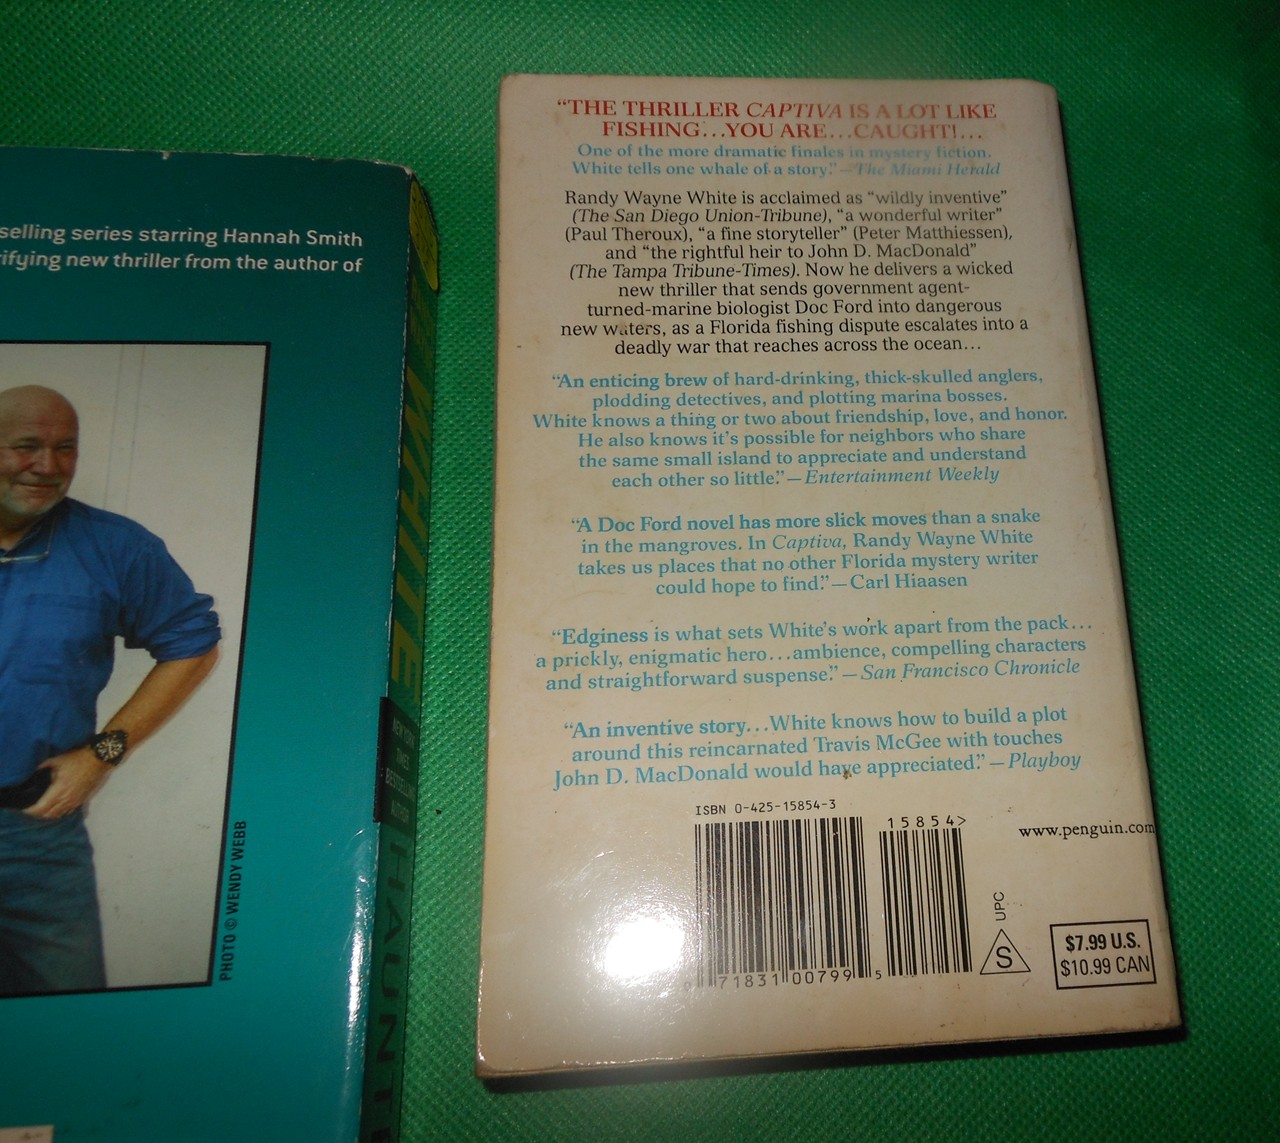 selling series starring Hannah Smith
rifying new thriller from the author of
PHOTO © WENDY WEBB
WHITE
NEW YORK
TIMES
BESTSELLING
AUTHOR
HAUNTE
“THE THRILLER CAPTIVA IS A LOT LIKE
FISHING...YOU ARE...CAUGHT!...
One of the more dramatic finales in mystery fiction.
White tells one whale of a story.”—The Miami Herald
Randy Wayne White is acclaimed as “wildly inventive”
(The San Diego Union-Tribune), “a wonderful writer”
(Paul Theroux), “a fine storyteller” (Peter Matthiessen),
and “the rightful heir to John D. MacDonald”
(The Tampa Tribune-Times). Now he delivers a wicked
new thriller that sends government agent-
turned-marine biologist Doc Ford into dangerous
new waters, as a Florida fishing dispute escalates into a
deadly war that reaches across the ocean...
“An enticing brew of hard-drinking, thick-skulled anglers,
plodding detectives, and plotting marina bosses.
White knows a thing or two about friendship, love, and honor.
He also knows it’s possible for neighbors who share
the same small island to appreciate and understand
each other so little.”—Entertainment Weekly
“A Doc Ford novel has more slick moves than a snake
in the mangroves. In Captiva, Randy Wayne White
takes us places that no other Florida mystery writer
could hope to find.”—Carl Hiaasen
“Edginess is what sets White’s work apart from the pack...
a prickly, enigmatic hero...ambience, compelling characters
and straightforward suspense.”—San Francisco Chronicle
“An inventive story...White knows how to build a plot
around this reincarnated Travis McGee with touches
John D. MacDonald would have appreciated.”—Playboy
ISBN 0-425-15854-3
15854>
www.penguin.com
71831 00799 5
UPC
S
$7.99 U.S.
$10.99 CAN